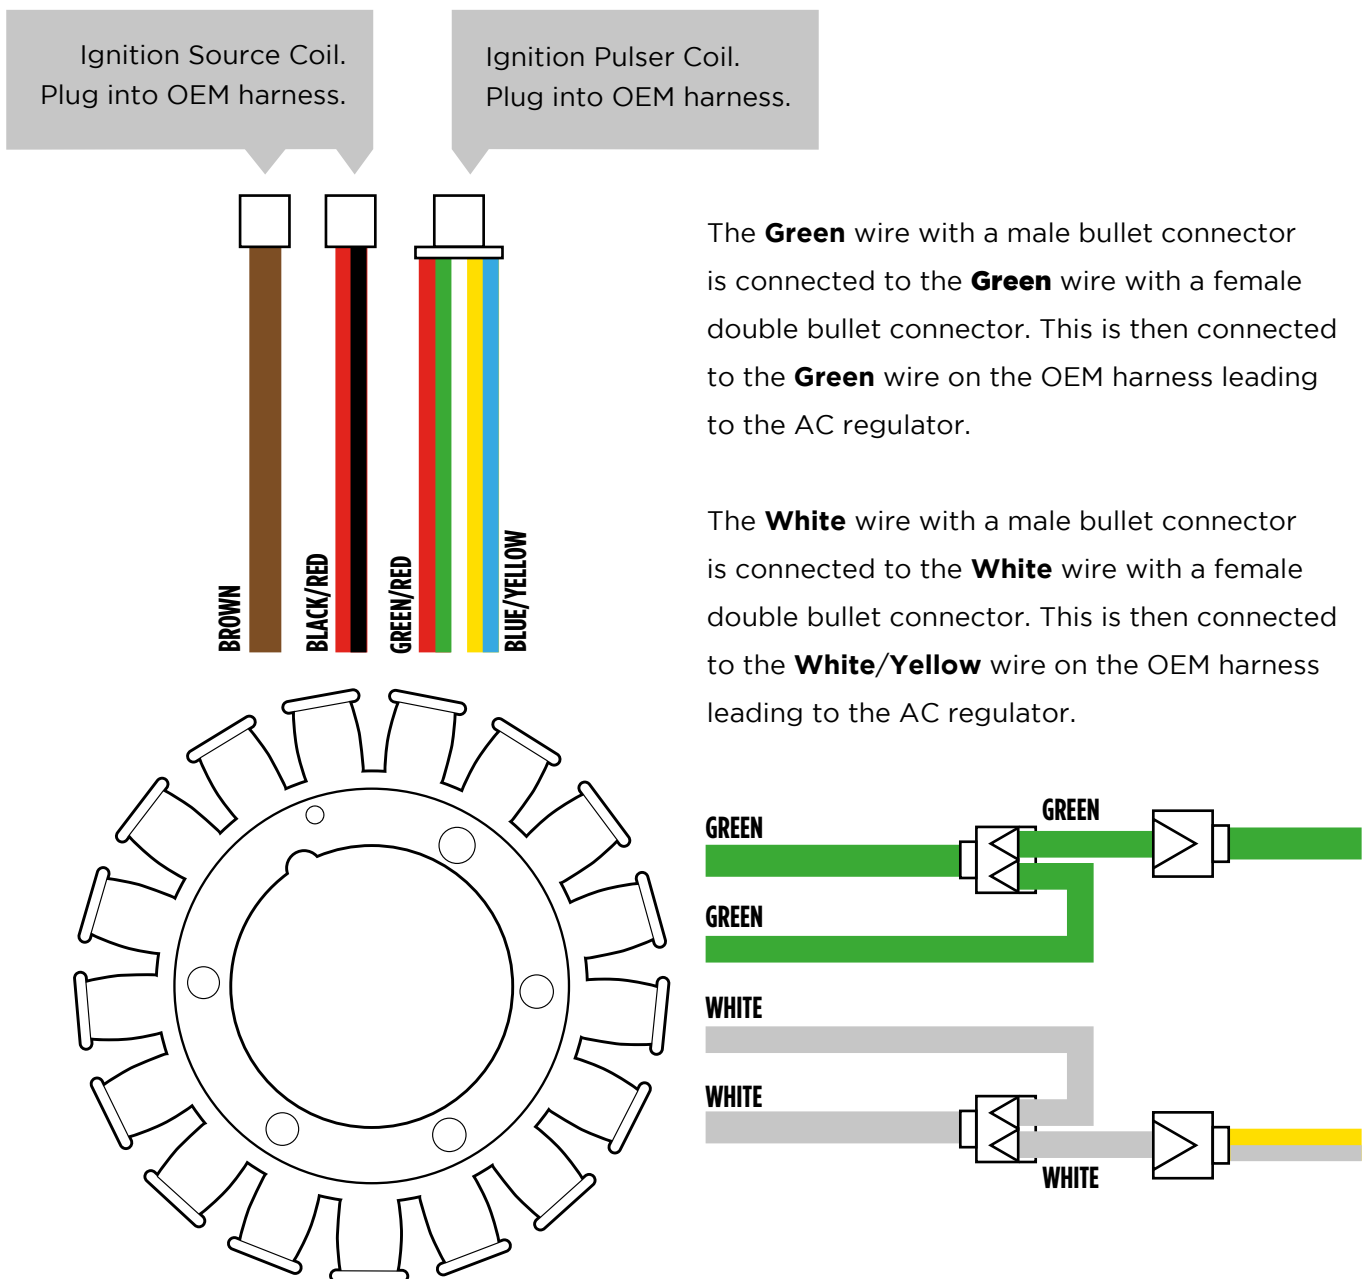 Ignition Source Coil.
Plug into OEM harness.
Ignition Pulser Coil.
Plug into OEM harness.
BROWN
BLACK/RED
GREEN/RED
BLUE/YELLOW
The Green wire with a male bullet connector
is connected to the Green wire with a female
double bullet connector. This is then connected
to the Green wire on the OEM harness leading
to the AC regulator.
The White wire with a male bullet connector
is connected to the White wire with a female
double bullet connector. This is then connected
to the White/Yellow wire on the OEM harness
leading to the AC regulator.
GREEN
GREEN
GREEN
WHITE
WHITE
WHITE